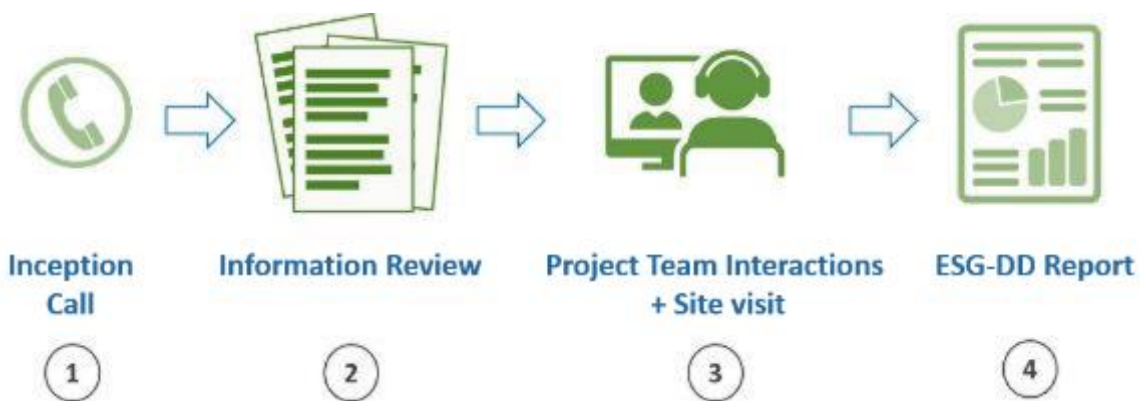 Inception
Call
Information Review
Project Team Interactions
+ Site visit
ESG-DD Report
1
2
3
4